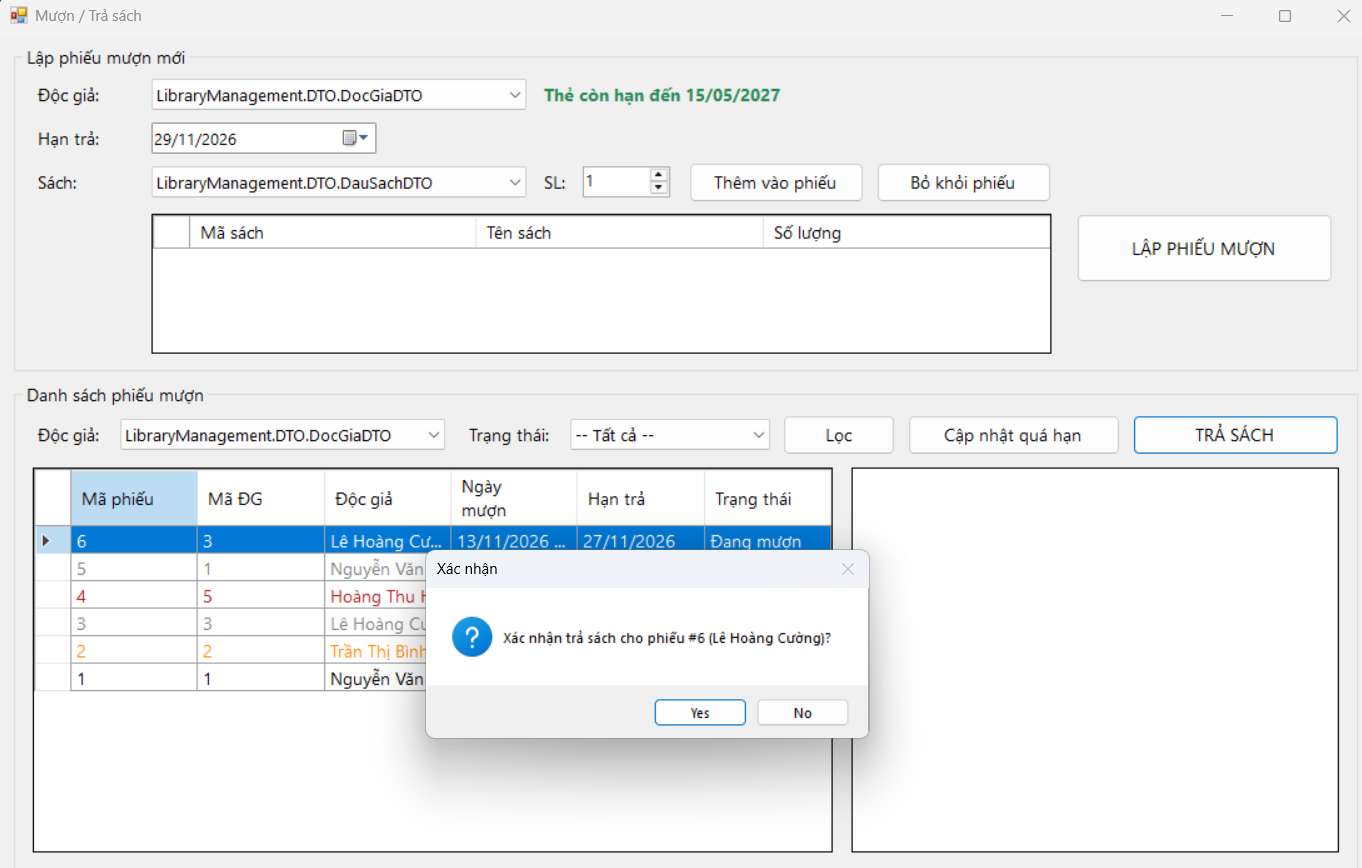 Mượn / Trả sách
Lập phiếu mượn mới
Độc giả: LibraryManagement.DTO.DocGiaDTO Thẻ còn hạn đến 15/05/2027
Hạn trả: 29/11/2026
Sách: LibraryManagement.DTO.DauSachDTO SL: 1 Thêm vào phiếu Bỏ khỏi phiếu
Mã sách Tên sách Số lượng
LẬP PHIẾU MƯỢN
Danh sách phiếu mượn
Độc giả: LibraryManagement.DTO.DocGiaDTO Trạng thái: -- Tất cả -- Lọc Cập nhật quá hạn TRẢ SÁCH
Mã phiếu Mã ĐG Độc giả Ngày mượn Hạn trả Trạng thái
6 3 Lê Hoàng Cư... 13/11/2026 ... 27/11/2026 Đang mượn
5 1 Nguyễn Văn
4 5 Hoàng Thu
3 3 Lê Hoàng
2 2 Trần Thị Bình
1 1 Nguyễn Văn
Xác nhận
Xác nhận trả sách cho phiếu #6 (Lê Hoàng Cường)?
Yes No